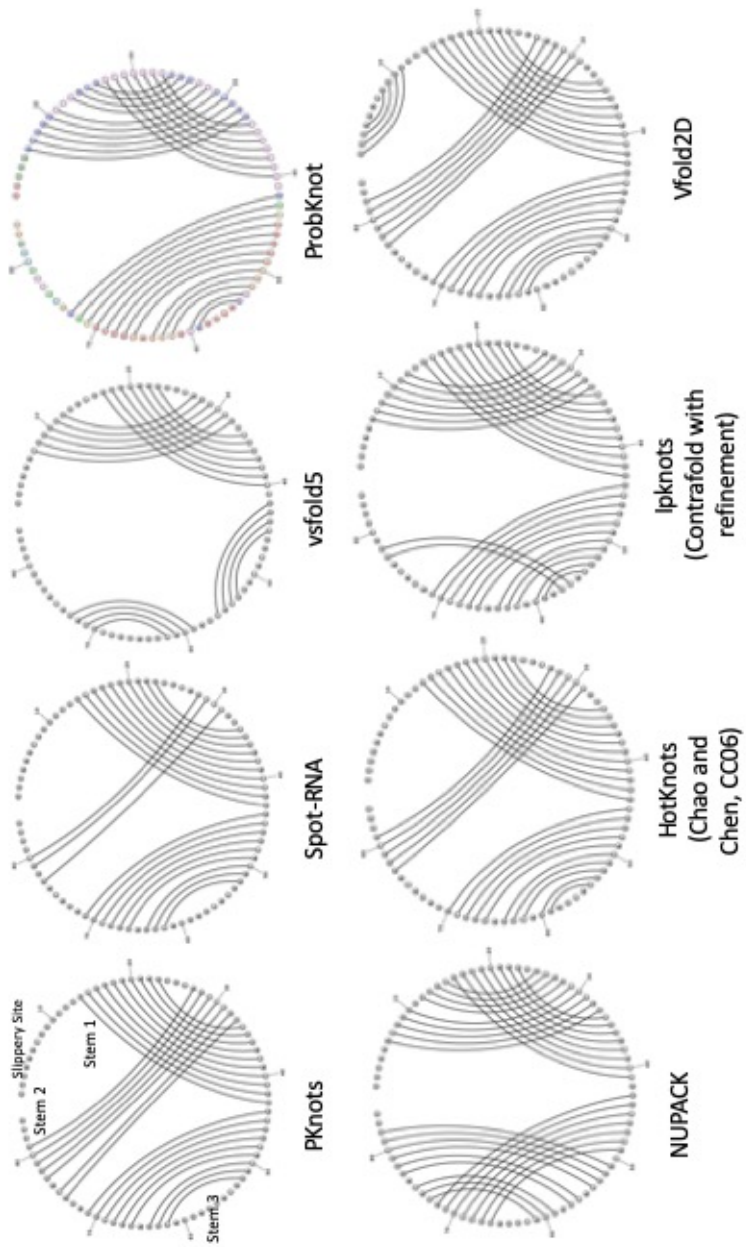 Slippery Site
Stem 2
Stem 1
Stem 3
PKnots
Spot-RNA
vsfold5
ProbKnot
NUPACK
HotKnots
(Chao and
Chen, CC06)
Ipknots
(Contrafold with
refinement)
Vfold2D